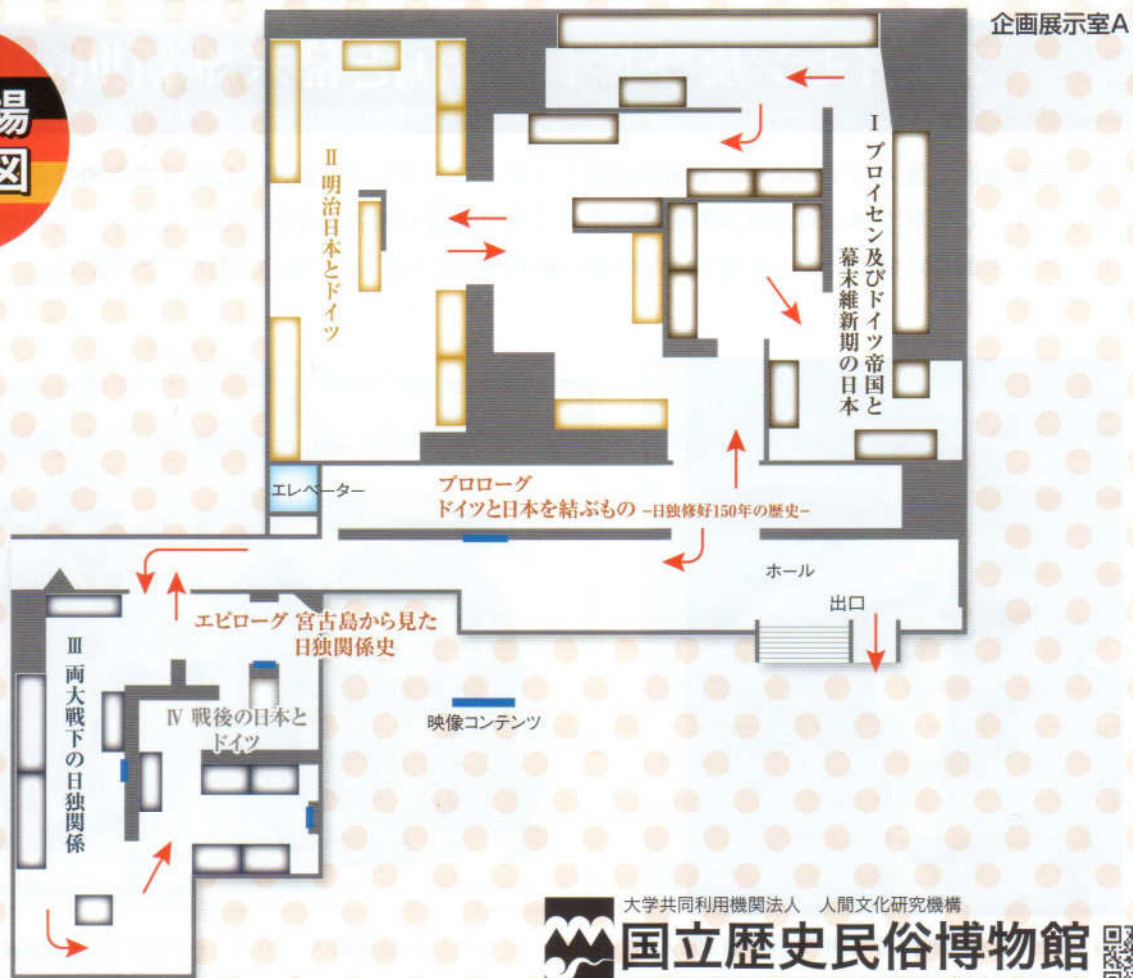 企画展示室A
場
図
Ⅰ プロイセン及びドイツ帝国と
幕末維新期の日本
Ⅱ 明治日本とドイツ
エレベーター
プロローグ
ドイツと日本を結ぶもの −日独修好150年の歴史−
ホール
出口
エピローグ 宮古島から見た
日独関係史
Ⅲ 両大戦下の日独関係
Ⅳ 戦後の日本と
ドイツ
映像コンテンツ
大学共同利用機関法人 人間文化研究機構
国立歴史民俗博物館